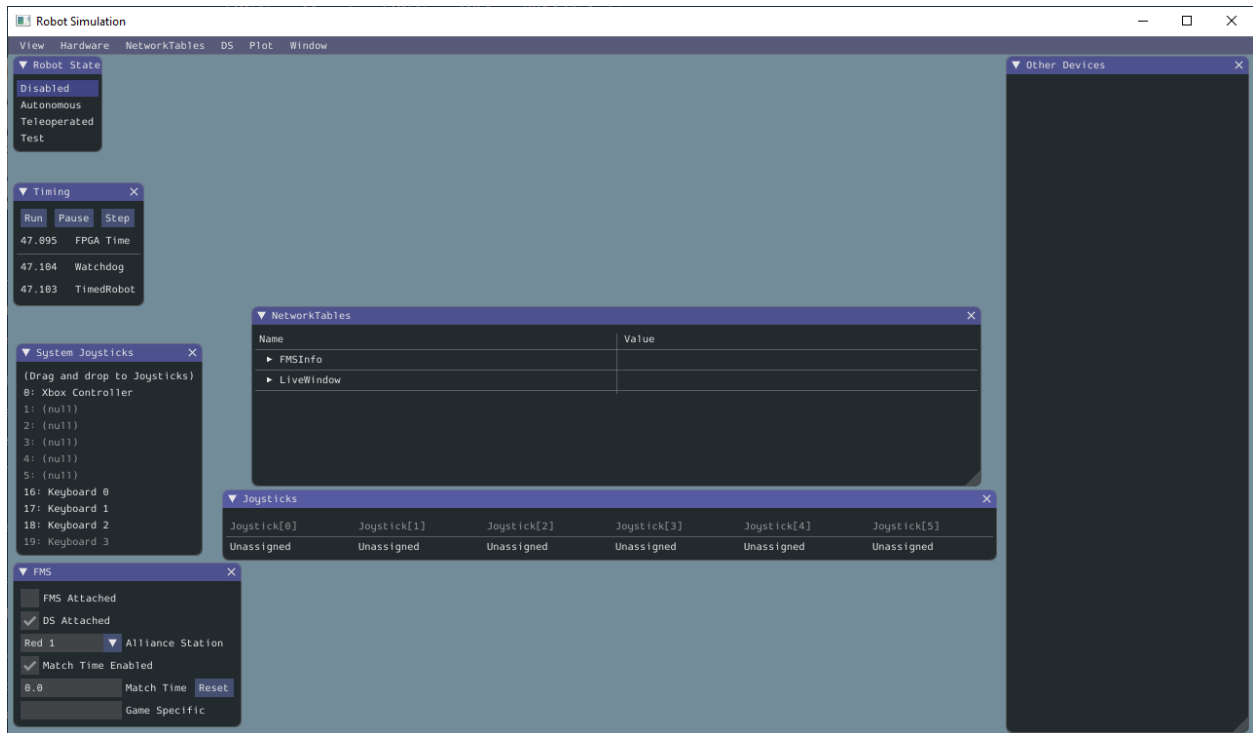 Robot Simulation
View Hardware NetworkTables DS Plot Window
Robot State
Disabled
Autonomous
Teleoperated
Test
Timing
Run Pause Step
47.095 FPGA Time
47.104 Watchdog
47.103 TimedRobot
System Joysticks
(Drag and drop to Joysticks)
0: Xbox Controller
1: (null)
2: (null)
3: (null)
4: (null)
5: (null)
16: Keyboard 0
17: Keyboard 1
18: Keyboard 2
19: Keyboard 3
FMS
FMS Attached
DS Attached
Red 1 Alliance Station
Match Time Enabled
0.0 Match Time Reset
Game Specific
NetworkTables
Name Value
FMSInfo
LiveWindow
Joysticks
Joystick[0] Joystick[1] Joystick[2] Joystick[3] Joystick[4] Joystick[5]
Unassigned Unassigned Unassigned Unassigned Unassigned Unassigned
Other Devices